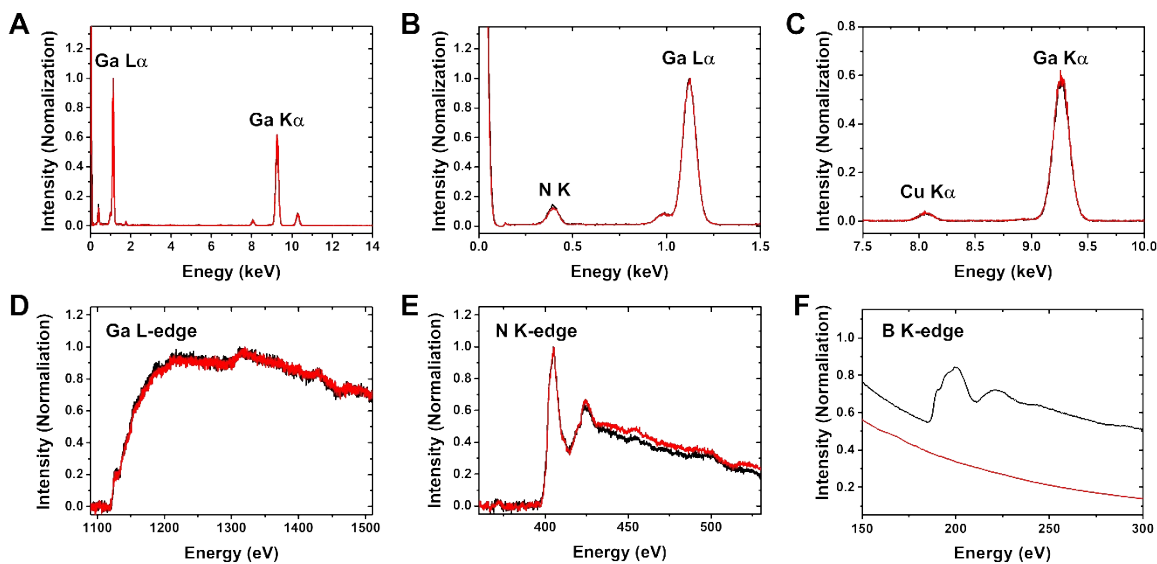 A
Intensity (Nomalization)
1.2
1.0
0.8
0.6
0.4
0.2
0.0
Ga Lα
Ga Kα
0 2 4 6 8 10 12 14
Enegy (keV)
B
Intensity (Nomalization)
1.2
1.0
0.8
0.6
0.4
0.2
0.0
N K
Ga Lα
0.0 0.5 1.0 1.5
Enegy (keV)
C
Intensity (Nomalization)
0.8
0.6
0.4
0.2
0.0
Cu Kα
Ga Kα
7.5 8.0 8.5 9.0 9.5 10.0
Enegy (keV)
D
Intensity (Normaliation)
1.2
1.0
0.8
0.6
0.4
0.2
0.0
Ga L-edge
1100 1200 1300 1400 1500
Energy (eV)
E
Intensity (Normaliation)
1.2
1.0
0.8
0.6
0.4
0.2
0.0
N K-edge
400 450 500
Energy (eV)
F
Intensity (Normaliation)
1.0
0.8
0.6
0.4
0.2
B K-edge
150 200 250 300
Energy (eV)